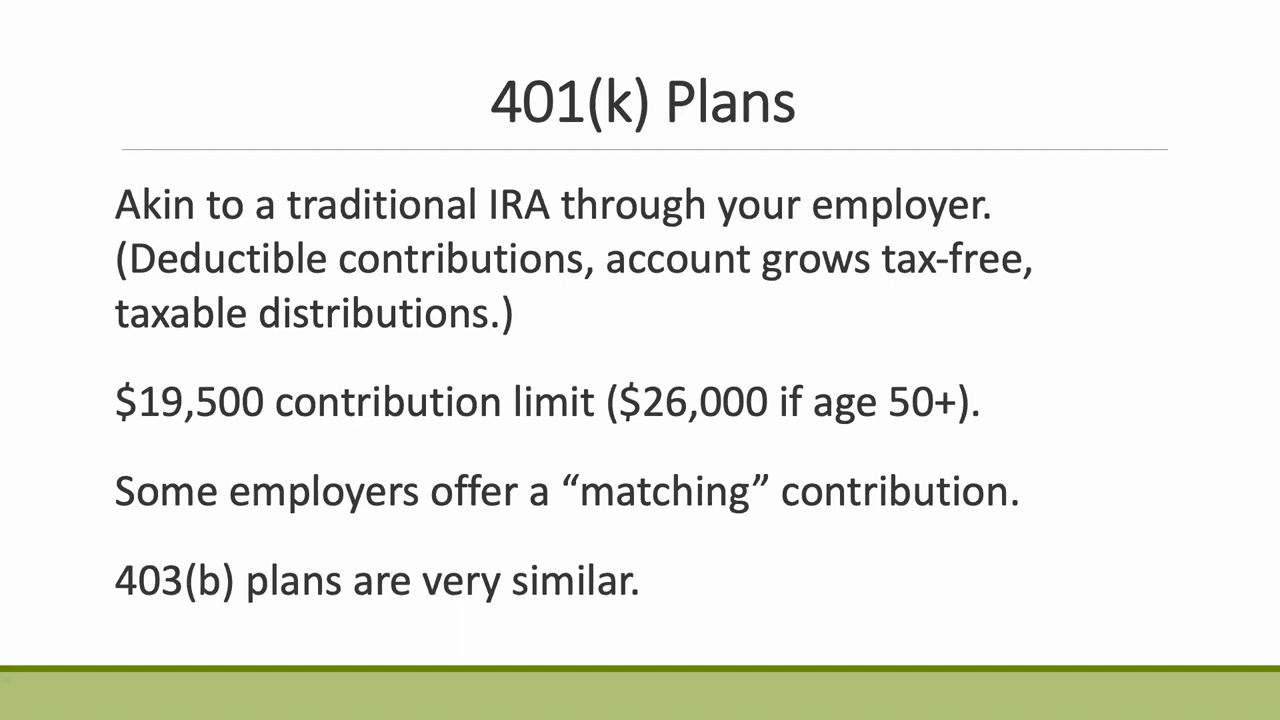 401(k) Plans
Akin to a traditional IRA through your employer.
(Deductible contributions, account grows tax-free,
taxable distributions.)
$19,500 contribution limit ($26,000 if age 50+).
Some employers offer a “matching” contribution.
403(b) plans are very similar.